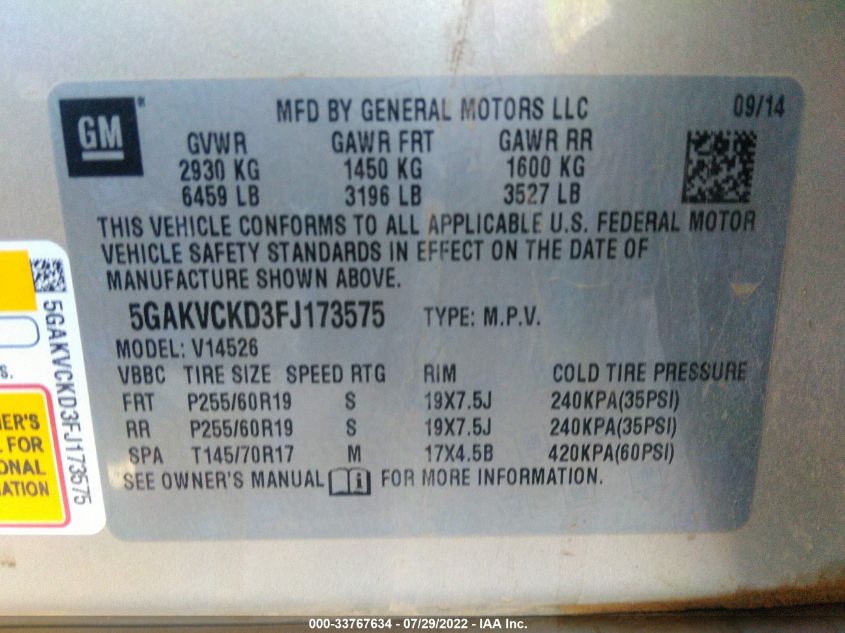 GM ®
MFD BY GENERAL MOTORS LLC 09/14
GVWR GAWR FRT GAWR RR
2930 KG 1450 KG 1600 KG
6459 LB 3196 LB 3527 LB
THIS VEHICLE CONFORMS TO ALL APPLICABLE U.S. FEDERAL MOTOR
VEHICLE SAFETY STANDARDS IN EFFECT ON THE DATE OF
MANUFACTURE SHOWN ABOVE.
5GAKVCKD3FJ173575 TYPE: M.P.V.
MODEL: V14526
VBBC TIRE SIZE SPEED RTG RIM COLD TIRE PRESSURE
FRT P255/60R19 S 19X7.5J 240KPA(35PSI)
RR P255/60R19 S 19X7.5J 240KPA(35PSI)
SPA T145/70R17 M 17X4.5B 420KPA(60PSI)
SEE OWNER'S MANUAL FOR MORE INFORMATION.
5GAKVCKD3FJ173575
S.
ER'S
FOR
ONAL
ATION
000-33767634 - 07/29/2022 - IAA Inc.